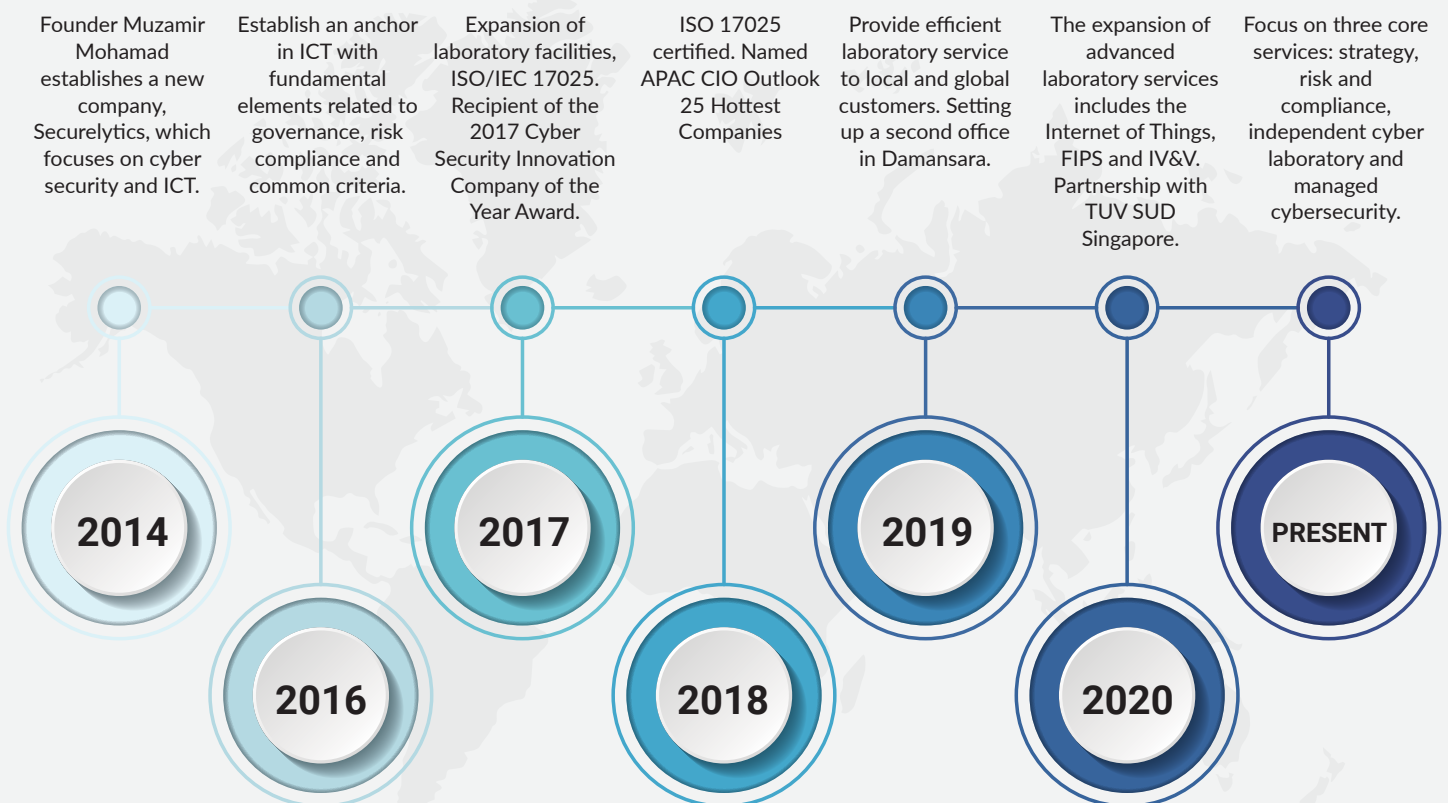 Founder Muzamir
Mohamad
establishes a new
company,
Securelytics, which
focuses on cyber
security and ICT.
Establish an anchor
in ICT with
fundamental
elements related to
governance, risk
compliance and
common criteria.
Expansion of
laboratory facilities,
ISO/IEC 17025.
Recipient of the
2017 Cyber
Security Innovation
Company of the
Year Award.
ISO 17025
certified. Named
APAC CIO Outlook
25 Hottest
Companies
Provide efficient
laboratory service
to local and global
customers. Setting
up a second office
in Damansara.
The expansion of
advanced
laboratory services
includes the
Internet of Things,
FIPS and IV&V.
Partnership with
TUV SUD
Singapore.
Focus on three core
services: strategy,
risk and
compliance,
independent cyber
laboratory and
managed
cybersecurity.
2014
2016
2017
2018
2019
2020
PRESENT